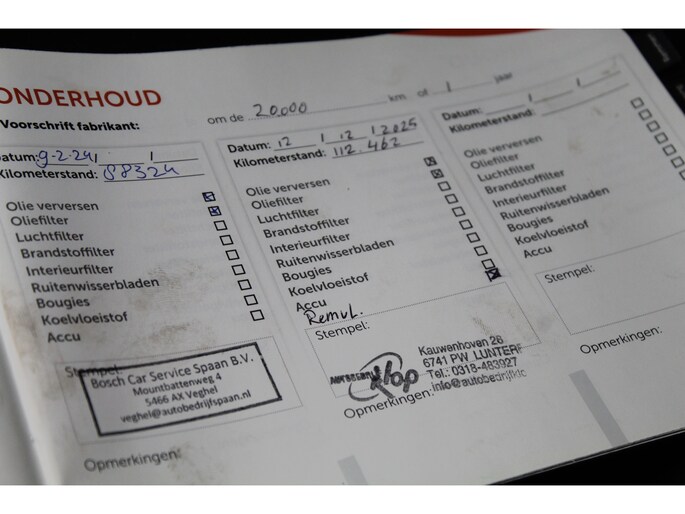 ONDERHOUD
Voorschrift fabrikant:
om de 20.000 km of 1 jaar
Datum: 9-2-24 / /
Kilometerstand: 88324
Olie verversen
Oliefilter
Luchtfilter
Brandstoffilter
Interieurfilter
Ruitenwisserbladen
Bougies
Koelvloeistof
Accu
Stempel:
Bosch Car Service Spaan B.V.
Mountbattenweg 4
5466 AX Veghel
veghel@autobedrijfspaan.nl
Opmerkingen:
Datum: 12 / 12 / 2025
Kilometerstand: 112.462
Olie verversen
Oliefilter
Luchtfilter
Brandstoffilter
Interieurfilter
Ruitenwisserbladen
Bougies
Koelvloeistof
Accu
Remvl.
Stempel:
klop
Kauwenhoven 26
6741 PW LUNTEREN
Tel.: 0318-483927
info@autobedrijfklo
Opmerkingen:
Datum: / /
Kilometerstand:
Olie verversen
Oliefilter
Luchtfilter
Brandstoffilter
Interieurfilter
Ruitenwisserbladen
Bougies
Koelvloeistof
Accu
Stempel:
Opmerkingen: